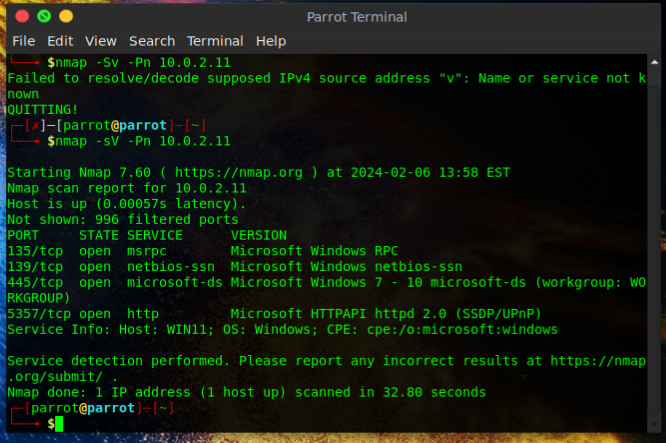 Parrot Terminal
File Edit View Search Terminal Help
$nmap -Sv -Pn 10.0.2.11
Failed to resolve/decode supposed IPv4 source address "v": Name or service not k
nown
QUITTING!
┌─[✗]─[parrot@parrot]─[~]
└──╼ $nmap -sV -Pn 10.0.2.11
Starting Nmap 7.60 ( https://nmap.org ) at 2024-02-06 13:58 EST
Nmap scan report for 10.0.2.11
Host is up (0.00057s latency).
Not shown: 996 filtered ports
PORT     STATE SERVICE      VERSION
135/tcp  open  msrpc        Microsoft Windows RPC
139/tcp  open  netbios-ssn  Microsoft Windows netbios-ssn
445/tcp  open  microsoft-ds Microsoft Windows 7 - 10 microsoft-ds (workgroup: WO
RKGROUP)
5357/tcp open  http         Microsoft HTTPAPI httpd 2.0 (SSDP/UPnP)
Service Info: Host: WIN11; OS: Windows; CPE: cpe:/o:microsoft:windows
Service detection performed. Please report any incorrect results at https://nmap
.org/submit/ .
Nmap done: 1 IP address (1 host up) scanned in 32.80 seconds
┌─[parrot@parrot]─[~]
└──╼ $